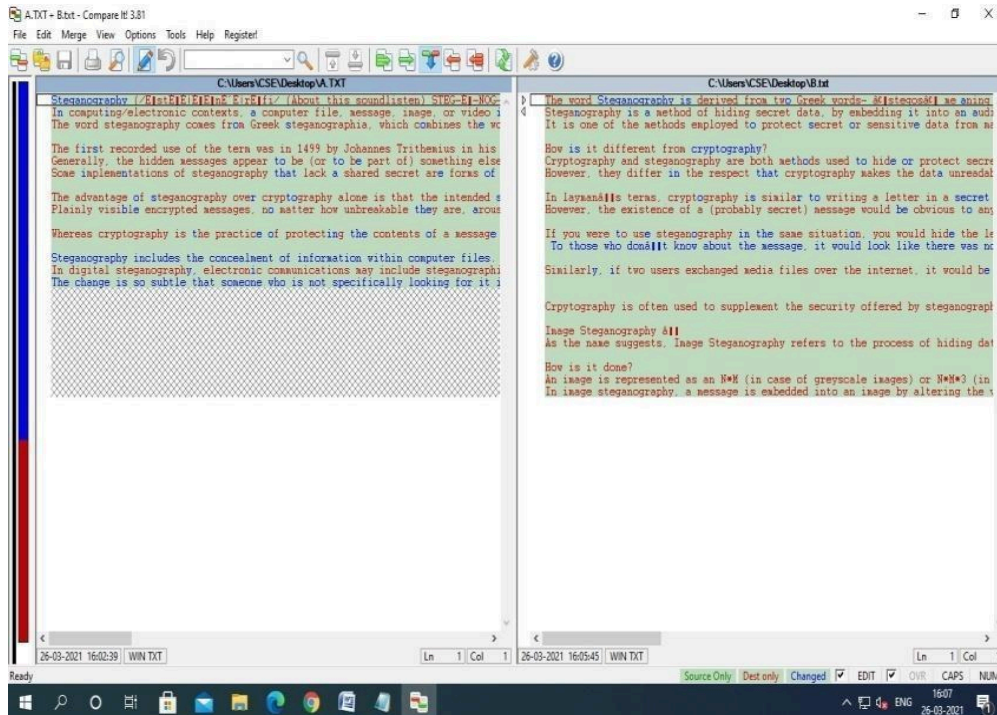 A.TXT + B.txt - Compare It! 3.81
File Edit Merge View Options Tools Help Register!
C:\Users\CSE\Desktop\A.TXT
Steganography (About this soundlisten) STEG-
In computing/electronic contexts, a computer file, message, image, or video
The word steganography comes from Greek steganographia, which combines the
The first recorded use of the term was in 1499 by Johannes Trithemius in his
Generally, the hidden messages appear to be (or to be part of) something else
Some implementations of steganography that lack a shared secret are forms of
The advantage of steganography over cryptography alone is that the intended s
Plainly visible encrypted messages, no matter how unbreakable they are, arous
Whereas cryptography is the practice of protecting the contents of a message
Steganography includes the concealment of information within computer files.
In digital steganography, electronic communications may include steganographi
The change is so subtle that someone who is not specifically looking for it i
26-03-2021 16:02:39 WIN TXT Ln 1 Col 1
C:\Users\CSE\Desktop\B.txt
The word Steganography is derived from two Greek words- me aning
Steganography is a method of hiding secret data, by embedding it into an audi
It is one of the methods employed to protect secret or sensitive data from ma
How is it different from cryptography?
Cryptography and steganography are both methods used to hide or protect secre
However, they differ in the respect that cryptography makes the data unreadab
In terms, cryptography is similar to writing a letter in a secret
However, the existence of a (probably secret) message would be obvious to any
If you were to use steganography in the same situation, you would hide the le
To those who know about the message, it would look like there was no
Similarly, if two users exchanged media files over the internet, it would be
Crpytography is often used to supplement the security offered by steganograph
Image Steganography
As the name suggests, Image Steganography refers to the process of hiding dat
How is it done?
An image is represented as an N*M (in case of greyscale images) or N*M*3 (in
In image steganography, a message is embedded into an image by altering the v
26-03-2021 16:05:45 WIN TXT Ln 1 Col
Ready Source Only Dest only Changed EDIT OVR CAPS NUM
ENG 16:07
26-03-2021